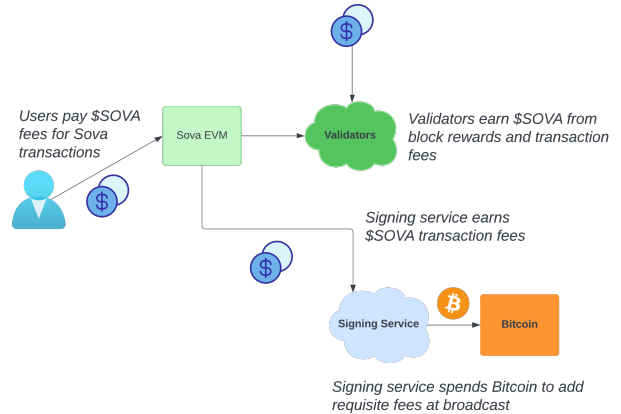 Users pay $SOVA
fees for Sova
transactions
Sova EVM
Validators
Validators earn $SOVA from
block rewards and transaction
fees
Signing service earns
$SOVA transaction fees
Signing Service
Bitcoin
Signing service spends Bitcoin to add
requisite fees at broadcast